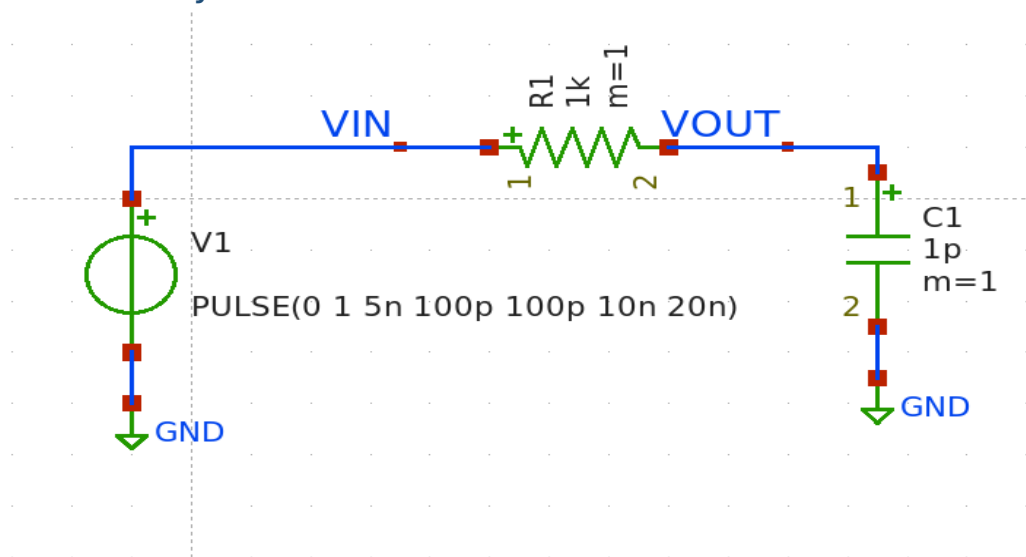 VIN
R1
1k
m=1
VOUT
+
1
2
1
+
C1
1p
m=1
2
+
V1
PULSE(0 1 5n 100p 100p 10n 20n)
GND
GND